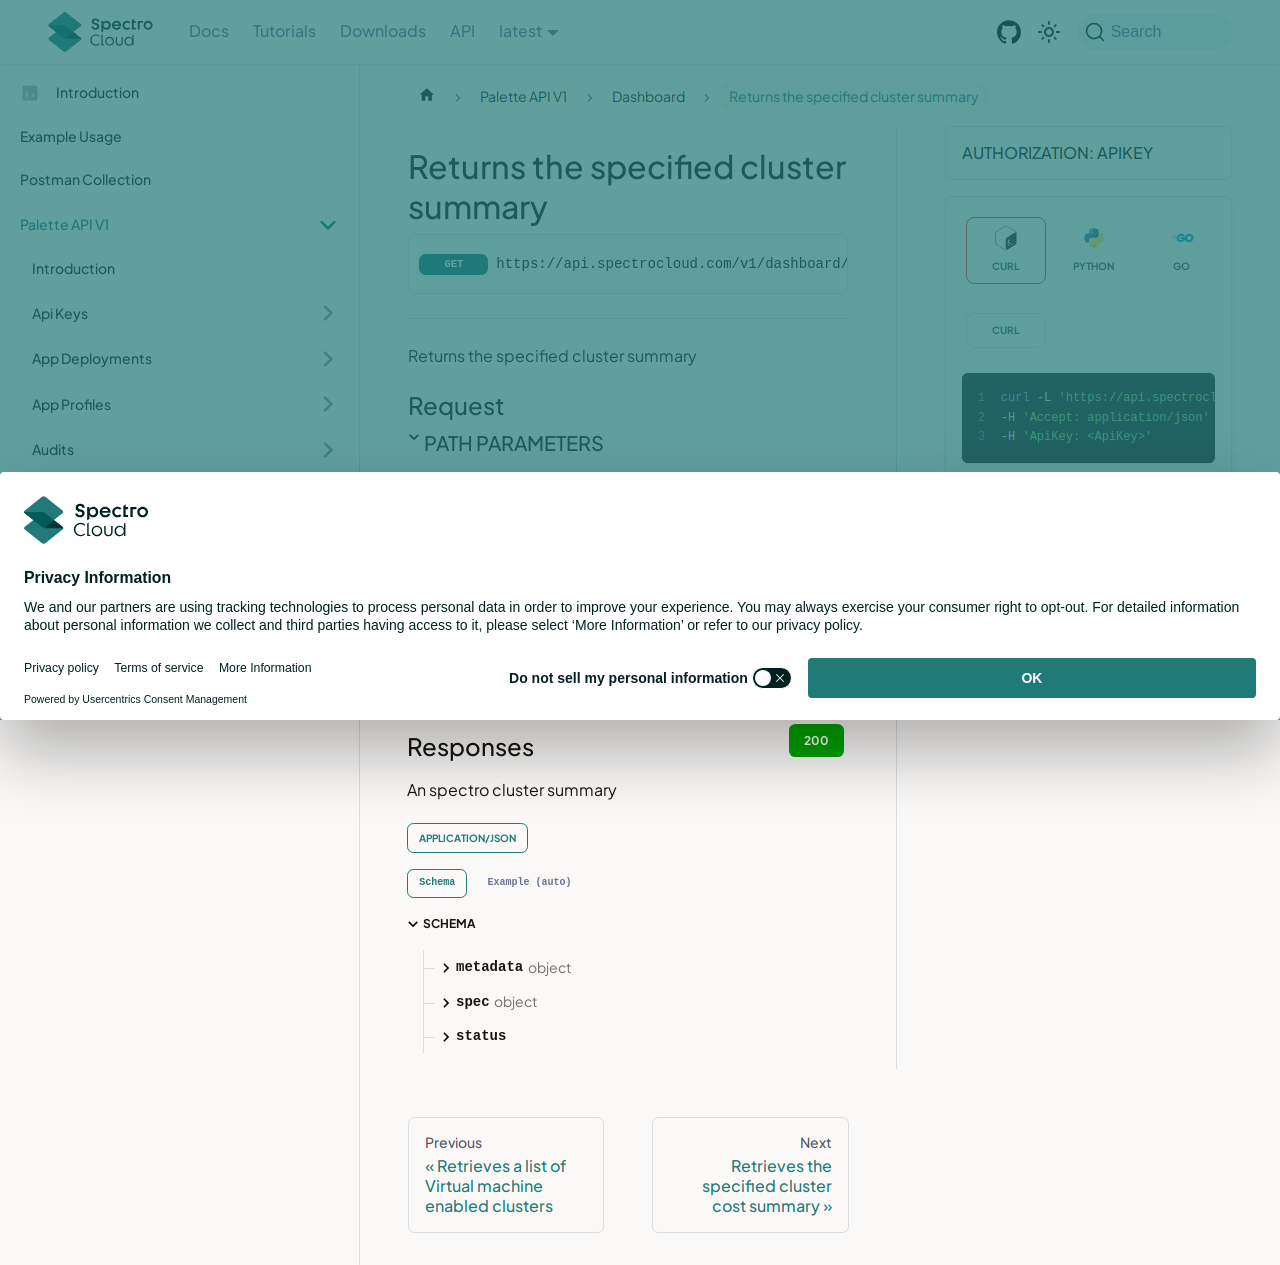 Spectro Cloud
Docs
Tutorials
Downloads
API
latest
Search
Introduction
Example Usage
Postman Collection
Palette API V1
Introduction
Api Keys
App Deployments
App Profiles
Audits
Palette API V1
Dashboard
Returns the specified cluster summary
Returns the specified cluster
summary
GET
https://api.spectrocloud.com/v1/dashboard/
Returns the specified cluster summary
Request
PATH PARAMETERS
AUTHORIZATION: APIKEY
CURL
PYTHON
GO
CURL
1 curl -L 'https://api.spectrocl
2 -H 'Accept: application/json'
3 -H 'ApiKey: <ApiKey>'
Spectro
Cloud
Privacy Information
We and our partners are using tracking technologies to process personal data in order to improve your experience. You may always exercise your consumer right to opt-out. For detailed information
about personal information we collect and third parties having access to it, please select ‘More Information’ or refer to our privacy policy.
Privacy policy
Terms of service
More Information
Powered by Usercentrics Consent Management
Do not sell my personal information
OK
Responses
200
An spectro cluster summary
APPLICATION/JSON
Schema
Example (auto)
SCHEMA
metadata object
spec object
status
Previous
« Retrieves a list of
Virtual machine
enabled clusters
Next
Retrieves the
specified cluster
cost summary »